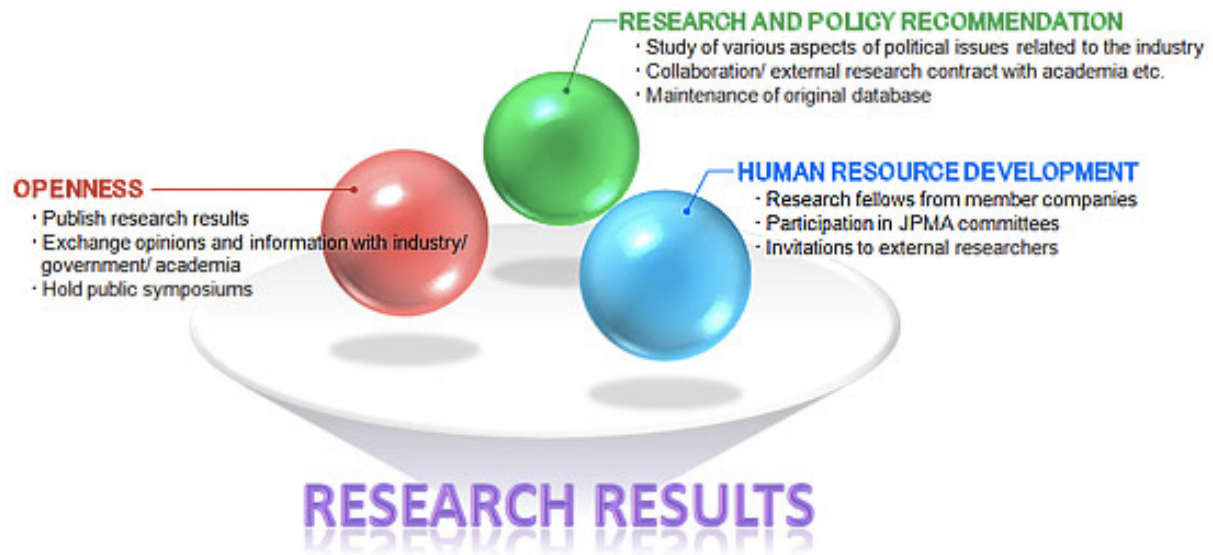 RESEARCH AND POLICY RECOMMENDATION
· Study of various aspects of political issues related to the industry
· Collaboration/ external research contract with academia etc.
· Maintenance of original database
OPENNESS
· Publish research results
· Exchange opinions and information with industry/
government/ academia
· Hold public symposiums
HUMAN RESOURCE DEVELOPMENT
· Research fellows from member companies
· Participation in JPMA committees
· Invitations to external researchers
RESEARCH RESULTS